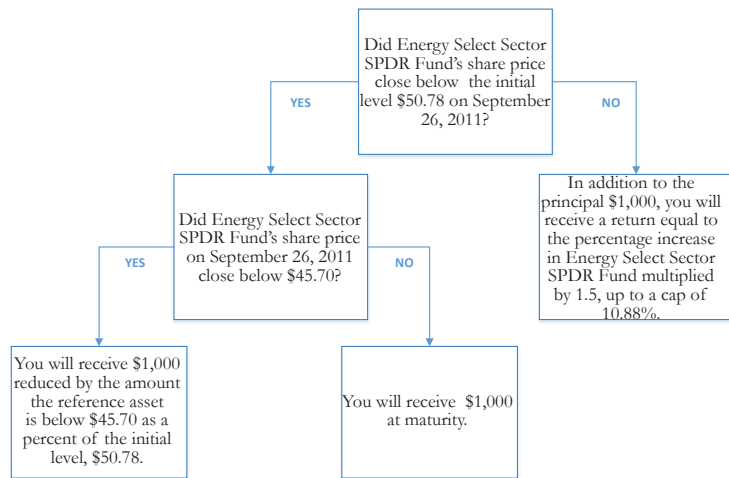 Did Energy Select Sector
SPDR Fund's share price
close below the initial
level $50.78 on September
26, 2011?
YES
NO
Did Energy Select Sector
SPDR Fund's share price
on September 26, 2011
close below $45.70?
In addition to the
principal $1,000, you will
receive a return equal to
the percentage increase
in Energy Select Sector
SPDR Fund multiplied
by 1.5, up to a cap of
10.88%.
YES
NO
You will receive $1,000
reduced by the amount
the reference asset
is below $45.70 as a
percent of the initial
level, $50.78.
You will receive $1,000
at maturity.